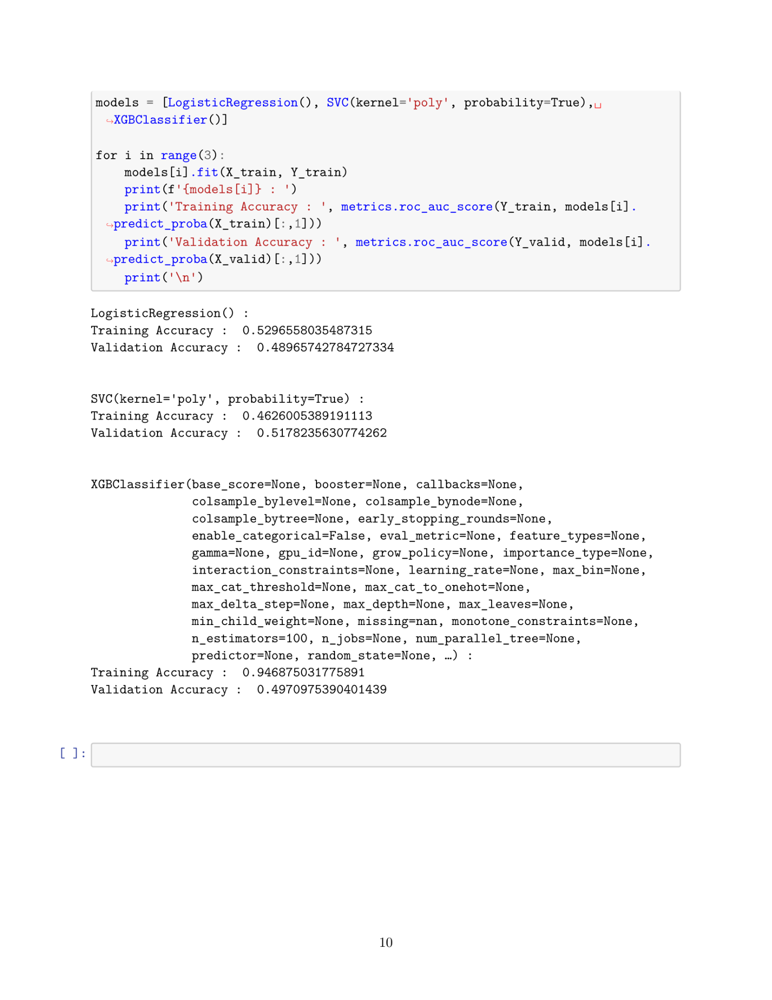 models = [LogisticRegression(), SVC(kernel='poly', probability=True),␣
↪XGBClassifier()]
for i in range(3):
    models[i].fit(X_train, Y_train)
    print(f'{models[i]} : ')
    print('Training Accuracy : ', metrics.roc_auc_score(Y_train, models[i].
↪predict_proba(X_train)[:,1]))
    print('Validation Accuracy : ', metrics.roc_auc_score(Y_valid, models[i].
↪predict_proba(X_valid)[:,1]))
    print('\n')
LogisticRegression() :
Training Accuracy :  0.5296558035487315
Validation Accuracy :  0.48965742784727334
SVC(kernel='poly', probability=True) :
Training Accuracy :  0.4626005389191113
Validation Accuracy :  0.5178235630774262
XGBClassifier(base_score=None, booster=None, callbacks=None,
              colsample_bylevel=None, colsample_bynode=None,
              colsample_bytree=None, early_stopping_rounds=None,
              enable_categorical=False, eval_metric=None, feature_types=None,
              gamma=None, gpu_id=None, grow_policy=None, importance_type=None,
              interaction_constraints=None, learning_rate=None, max_bin=None,
              max_cat_threshold=None, max_cat_to_onehot=None,
              max_delta_step=None, max_depth=None, max_leaves=None,
              min_child_weight=None, missing=nan, monotone_constraints=None,
              n_estimators=100, n_jobs=None, num_parallel_tree=None,
              predictor=None, random_state=None, …) :
Training Accuracy :  0.946875031775891
Validation Accuracy :  0.4970975390401439
[ ]:
10